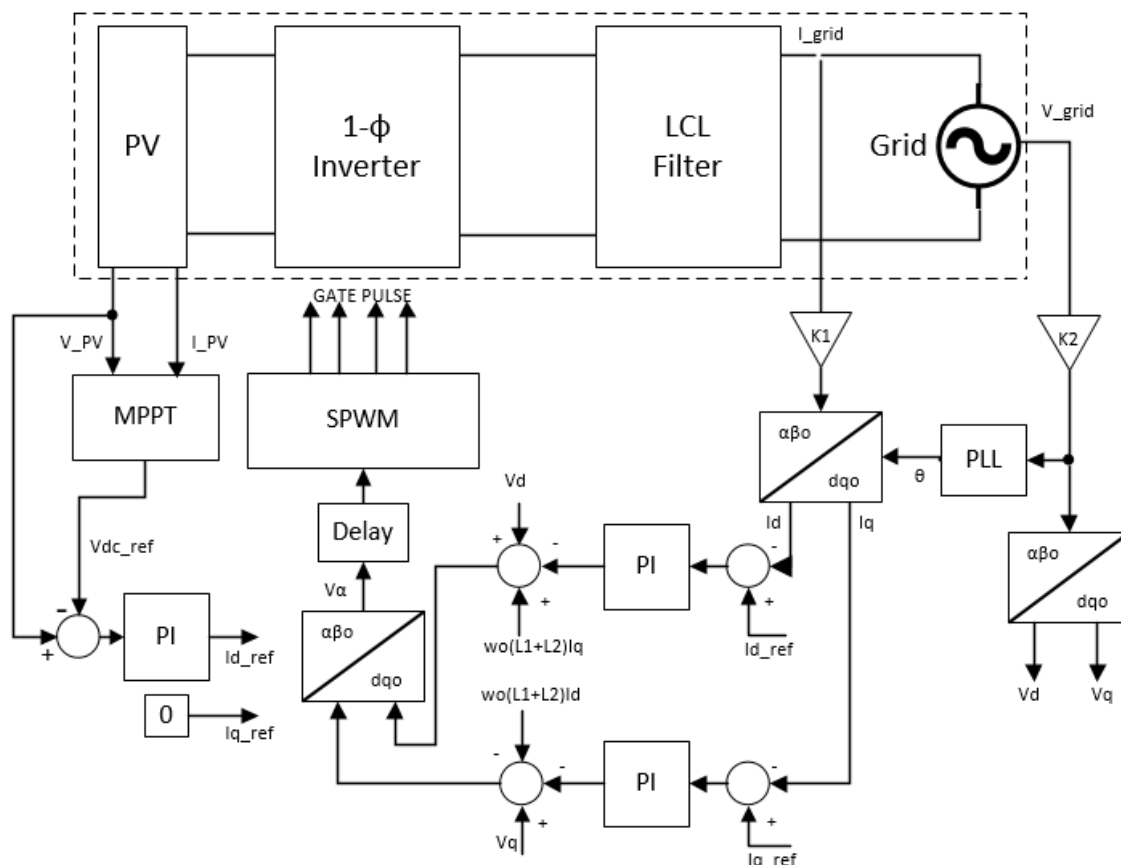 I_grid
PV
1-ϕ
Inverter
LCL
Filter
Grid
V_grid
GATE PULSE
V_PV
I_PV
K1
K2
MPPT
SPWM
αβo
dqo
PLL
θ
Vd
Id
Iq
Delay
PI
-
+
-
-
+
αβo
dqo
Vdc_ref
Vα
+
wo(L1+L2)Iq
Id_ref
-
+
PI
Id_ref
αβo
dqo
wo(L1+L2)Id
Vd
Vq
0
Iq_ref
-
-
PI
-
+
+
Vq
Iq_ref